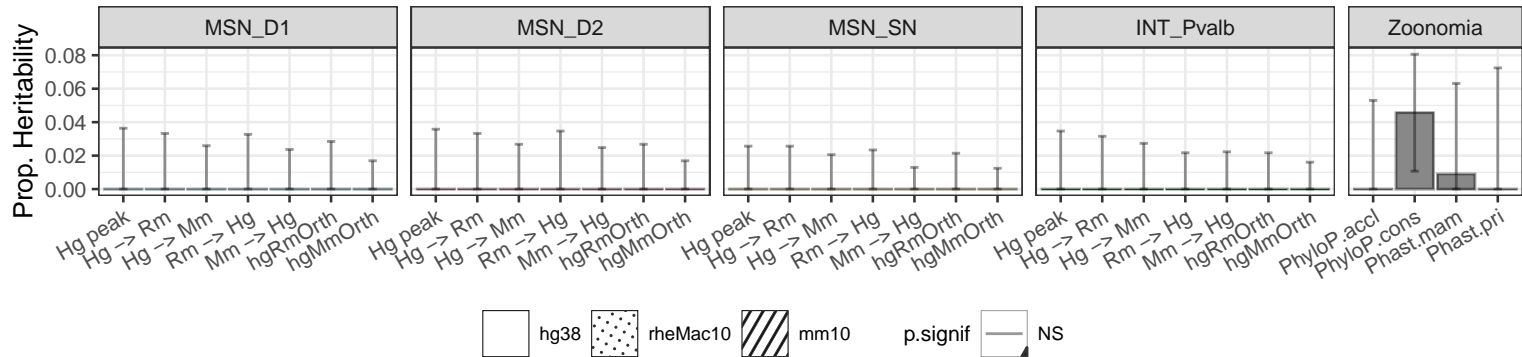 MSN_D1 MSN_D2 MSN_SN INT_Pvalb Zoonomia
Prop. Heritability
0.08
0.06
0.04
0.02
0.00
Hg peak Hg -> Rm Hg -> Mm Rm -> Hg Mm -> Hg hgRmOrth hgMmOrth Hg peak Hg -> Rm Hg -> Mm Rm -> Hg Mm -> Hg hgRmOrth hgMmOrth Hg peak Hg -> Rm Hg -> Mm Rm -> Hg Mm -> Hg hgRmOrth hgMmOrth Hg peak Hg -> Rm Hg -> Mm Rm -> Hg Mm -> Hg hgRmOrth hgMmOrth PhyloP.accl PhyloP.cons Phast.mam Phast.pri
hg38 rheMac10 mm10 p.signif NS